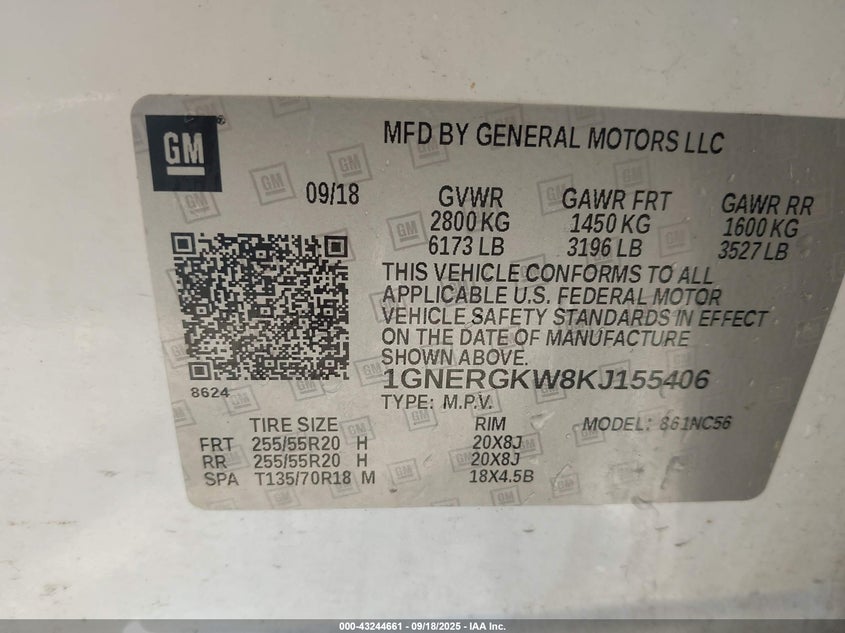 GM
MFD BY GENERAL MOTORS LLC
09/18
GVWR GAWR FRT GAWR RR
2800 KG 1450 KG 1600 KG
6173 LB 3196 LB 3527 LB
THIS VEHICLE CONFORMS TO ALL
APPLICABLE U.S. FEDERAL MOTOR
VEHICLE SAFETY STANDARDS IN EFFECT
ON THE DATE OF MANUFACTURE
SHOWN ABOVE.
8624
1GNERGKW8KJ155406
TYPE: M.P.V.
TIRE SIZE RIM MODEL: 861NC56
FRT 255/55R20 H 20X8J
RR 255/55R20 H 20X8J
SPA T135/70R18 M 18X4.5B
000-43244661 - 09/18/2025 - IAA Inc.